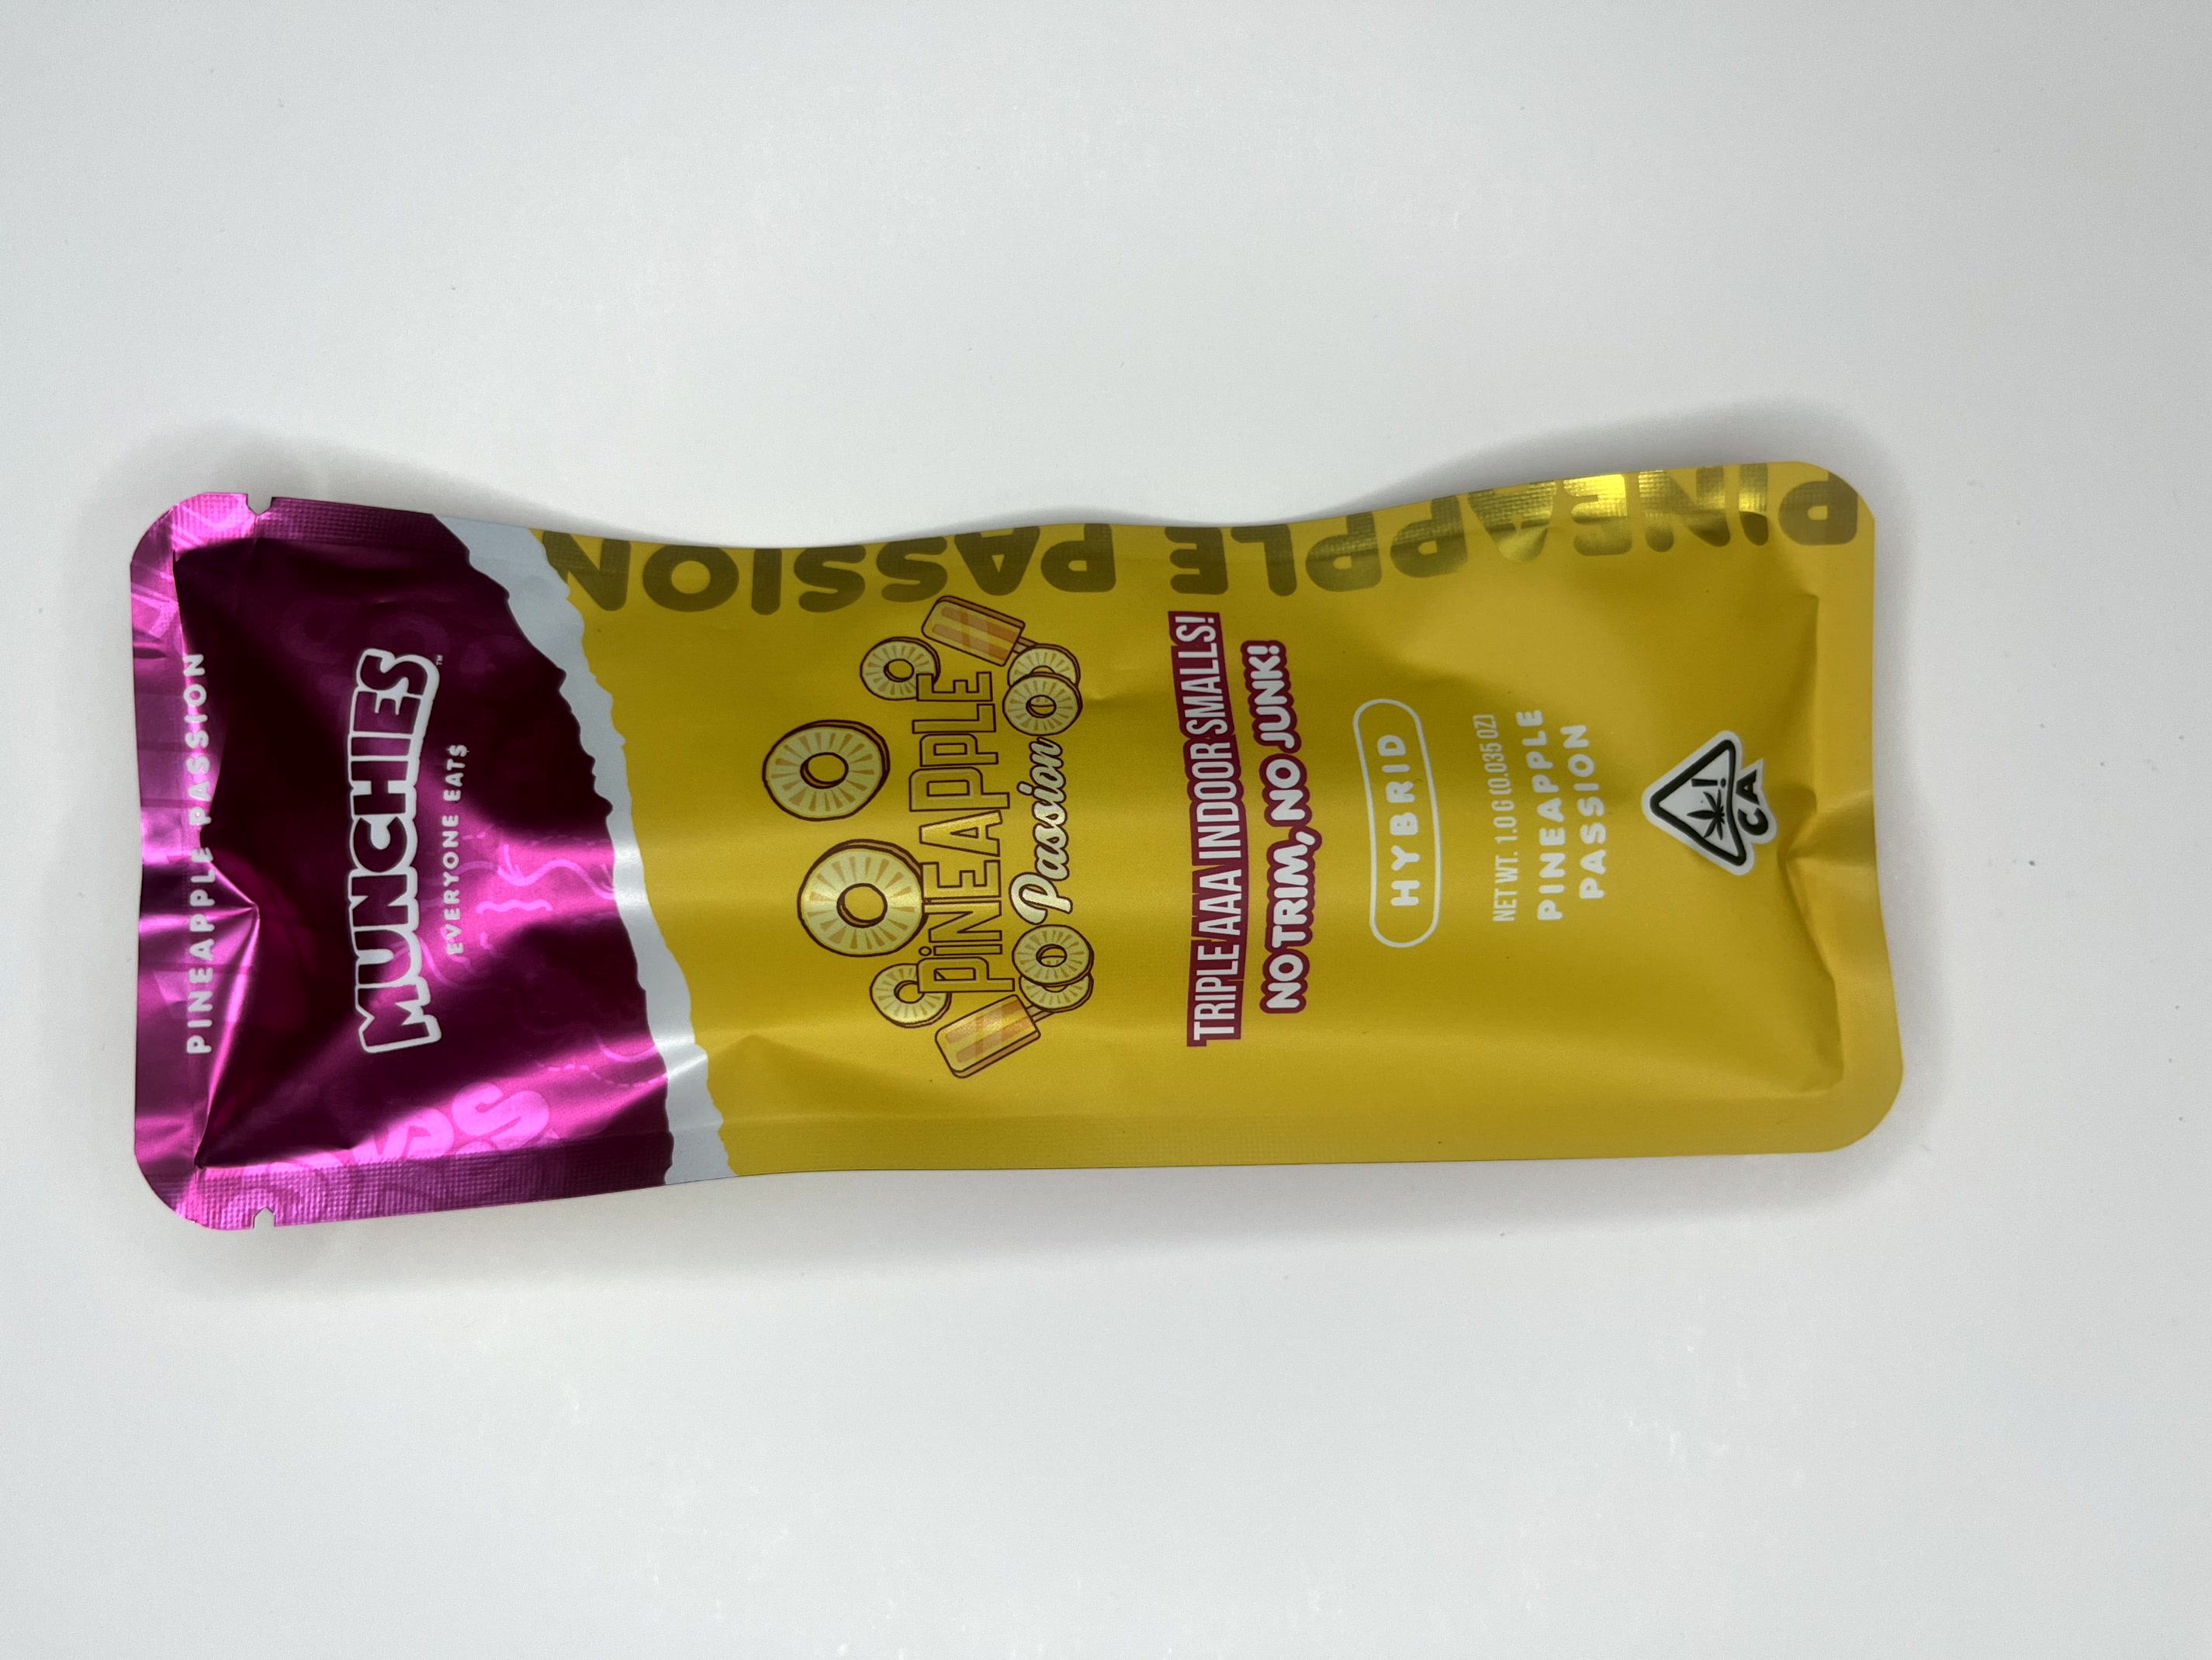 PINEAPPLE PASSION
MUNCHIES™
EVERYONE EAT$
PiNEAPPLE
Passion
TRIPLE AAA INDOOR SMALLS!
NO TRIM, NO JUNK!
HYBRID
NET WT. 1.0 G (0.035 OZ)
PINEAPPLE
PASSION
!
CA
PINEAPPLE PASSION